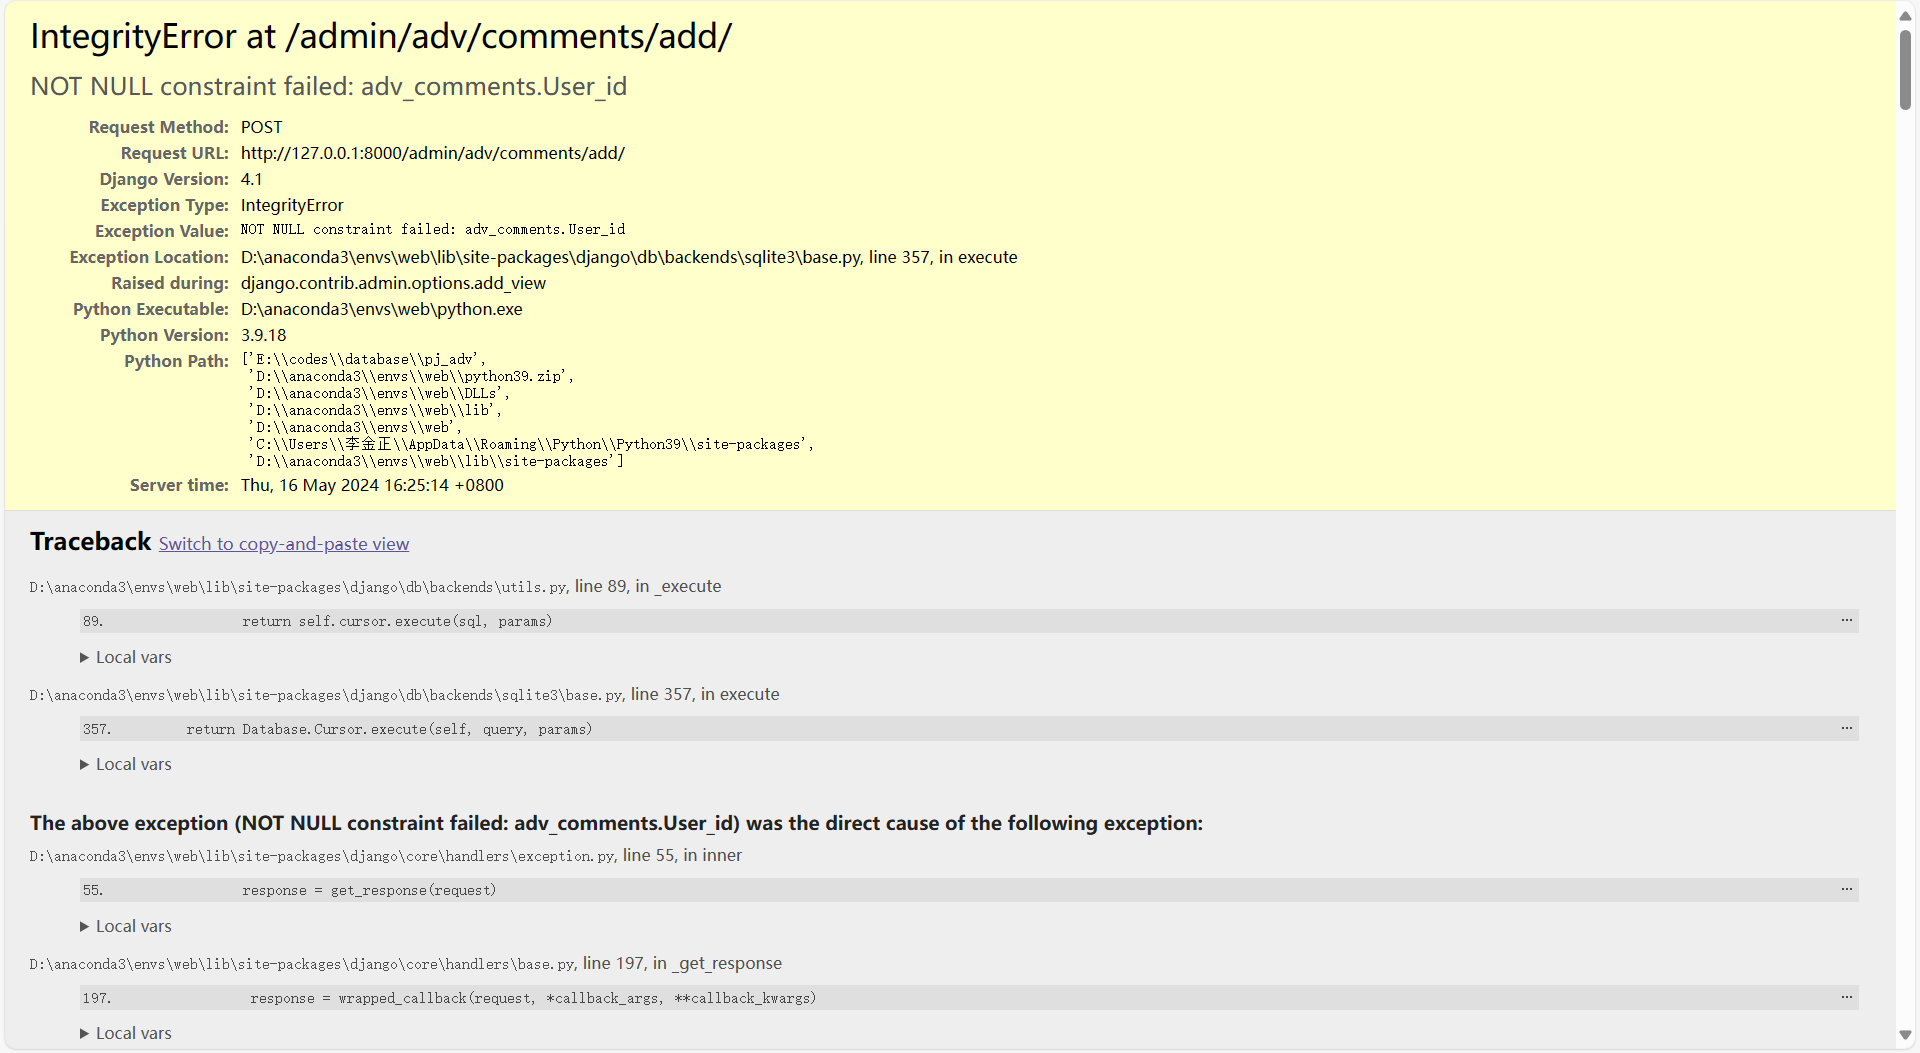 IntegrityError at /admin/adv/comments/add/
NOT NULL constraint failed: adv_comments.User_id
Request Method: POST
Request URL: http://127.0.0.1:8000/admin/adv/comments/add/
Django Version: 4.1
Exception Type: IntegrityError
Exception Value: NOT NULL constraint failed: adv_comments.User_id
Exception Location: D:\anaconda3\envs\web\lib\site-packages\django\db\backends\sqlite3\base.py, line 357, in execute
Raised during: django.contrib.admin.options.add_view
Python Executable: D:\anaconda3\envs\web\python.exe
Python Version: 3.9.18
Python Path: ['E:\\codes\\database\\pj_adv',
'D:\\anaconda3\\envs\\web\\python39.zip',
'D:\\anaconda3\\envs\\web\\DLLs',
'D:\\anaconda3\\envs\\web\\lib',
'D:\\anaconda3\\envs\\web',
'C:\\Users\\李金正\\AppData\\Roaming\\Python\\Python39\\site-packages',
'D:\\anaconda3\\envs\\web\\lib\\site-packages']
Server time: Thu, 16 May 2024 16:25:14 +0800
Traceback Switch to copy-and-paste view
D:\anaconda3\envs\web\lib\site-packages\django\db\backends\utils.py, line 89, in _execute
89. return self.cursor.execute(sql, params) …
▶ Local vars
D:\anaconda3\envs\web\lib\site-packages\django\db\backends\sqlite3\base.py, line 357, in execute
357. return Database.Cursor.execute(self, query, params) …
▶ Local vars
The above exception (NOT NULL constraint failed: adv_comments.User_id) was the direct cause of the following exception:
D:\anaconda3\envs\web\lib\site-packages\django\core\handlers\exception.py, line 55, in inner
55. response = get_response(request) …
▶ Local vars
D:\anaconda3\envs\web\lib\site-packages\django\core\handlers\base.py, line 197, in _get_response
197. response = wrapped_callback(request, *callback_args, **callback_kwargs) …
▶ Local vars